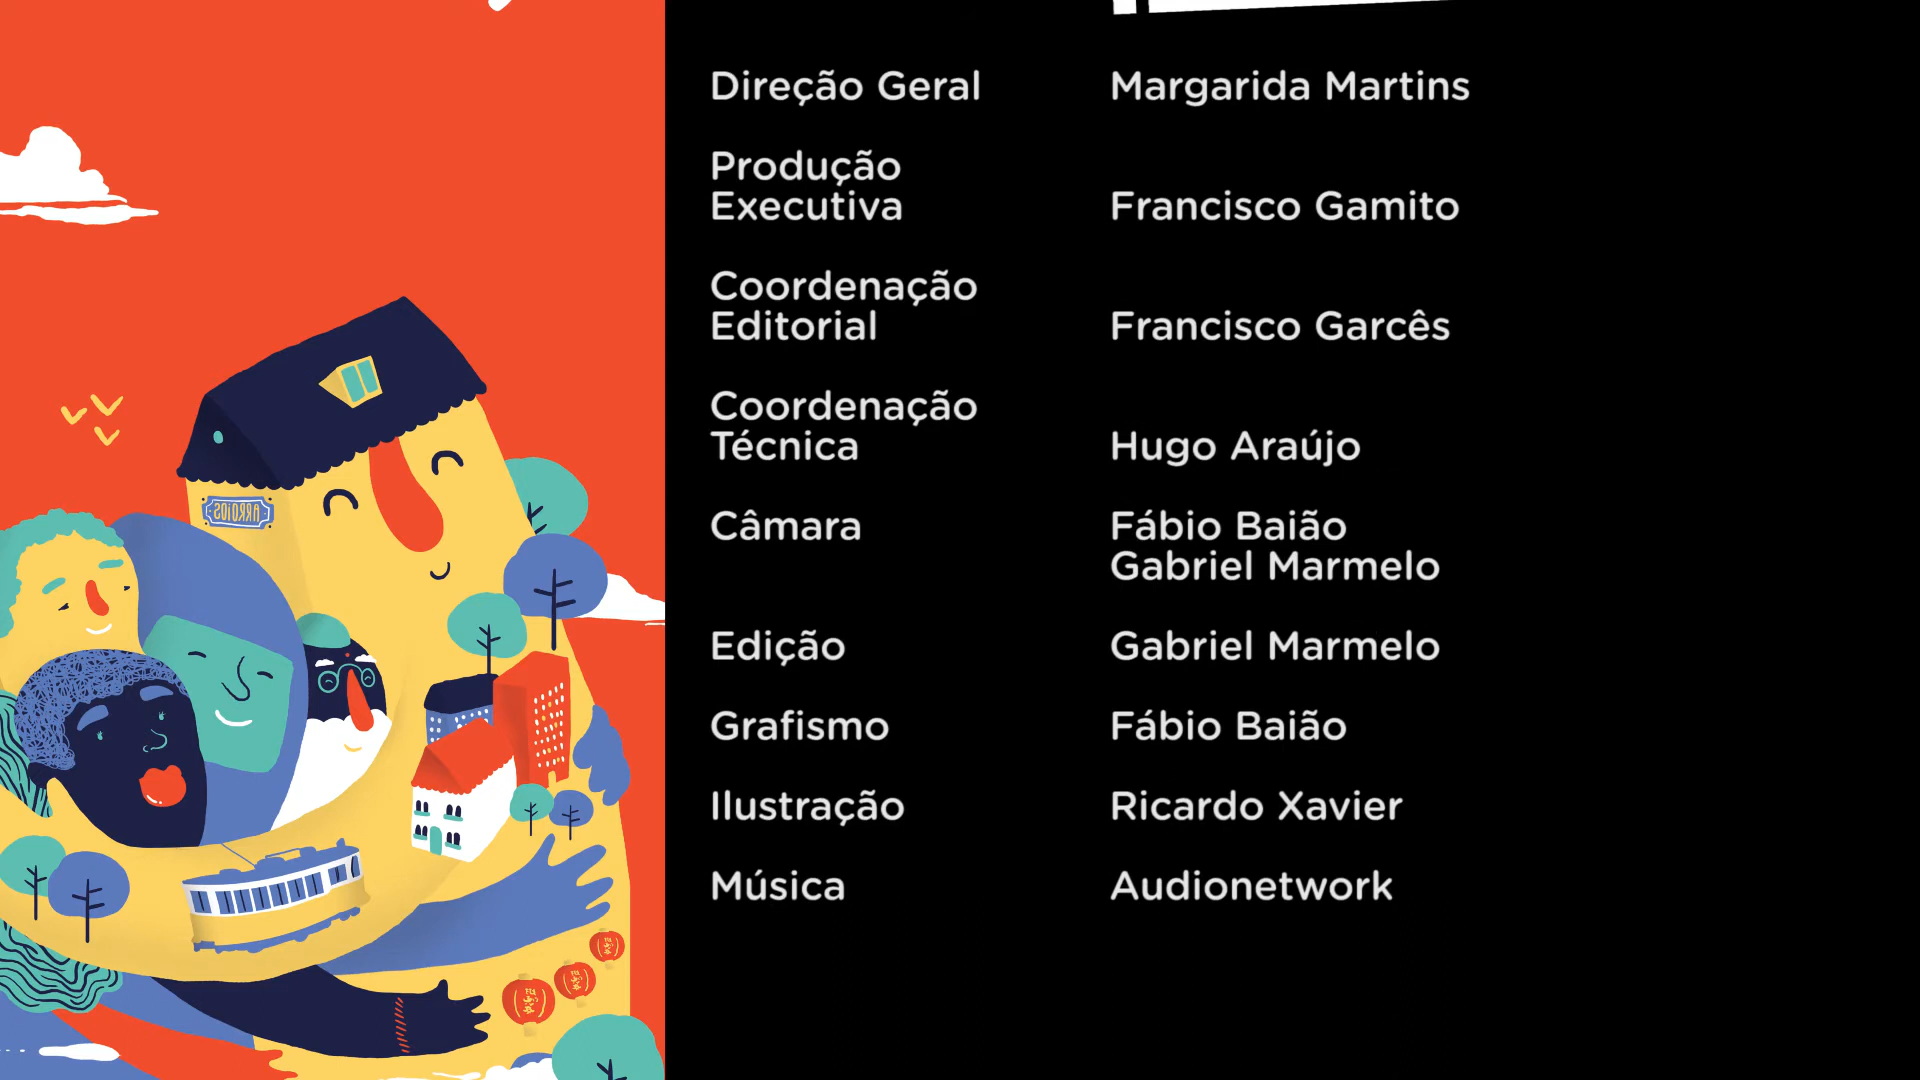 Direção Geral Margarida Martins
Produção
Executiva Francisco Gamito
Coordenação
Editorial Francisco Garcês
Coordenação
Técnica Hugo Araújo
Câmara Fábio Baião
Gabriel Marmelo
Edição Gabriel Marmelo
Grafismo Fábio Baião
Ilustração Ricardo Xavier
Música Audionetwork
ARROIOS